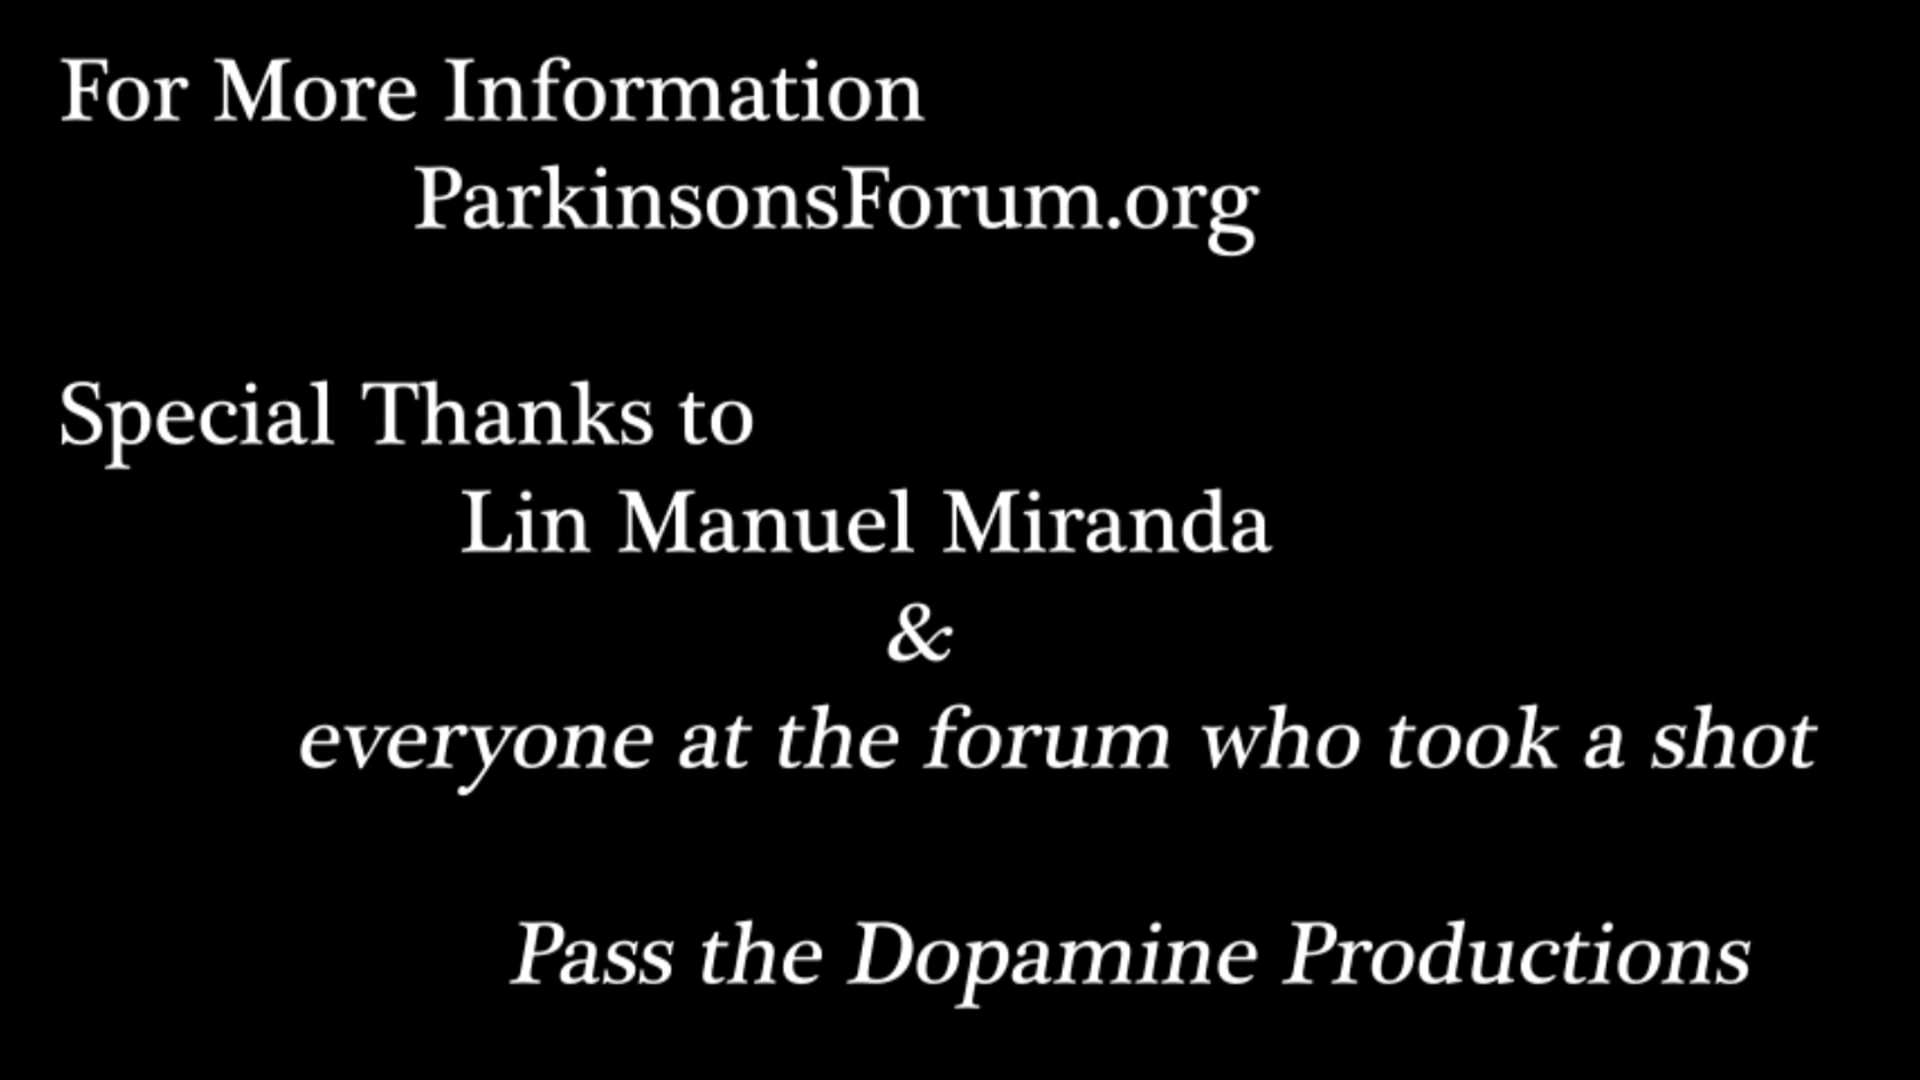 For More Information
ParkinsonsForum.org
Special Thanks to
Lin Manuel Miranda
&
everyone at the forum who took a shot
Pass the Dopamine Productions